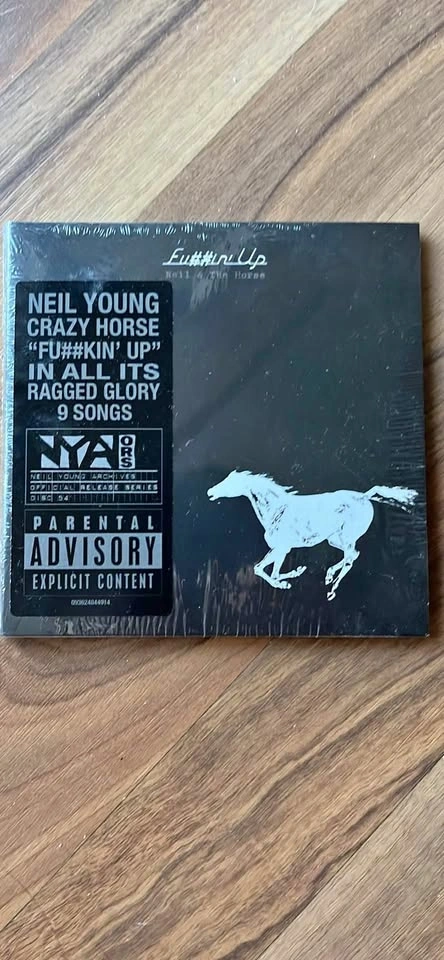 Fu##in' Up
Neil & The Horse
NEIL YOUNG
CRAZY HORSE
“FU##KIN’ UP”
IN ALL ITS
RAGGED GLORY
9 SONGS
NYA
ORS
NEIL YOUNG ARCHIVES
OFFICIAL RELEASE SERIES
DISC 54
PARENTAL
ADVISORY
EXPLICIT CONTENT
093624844914